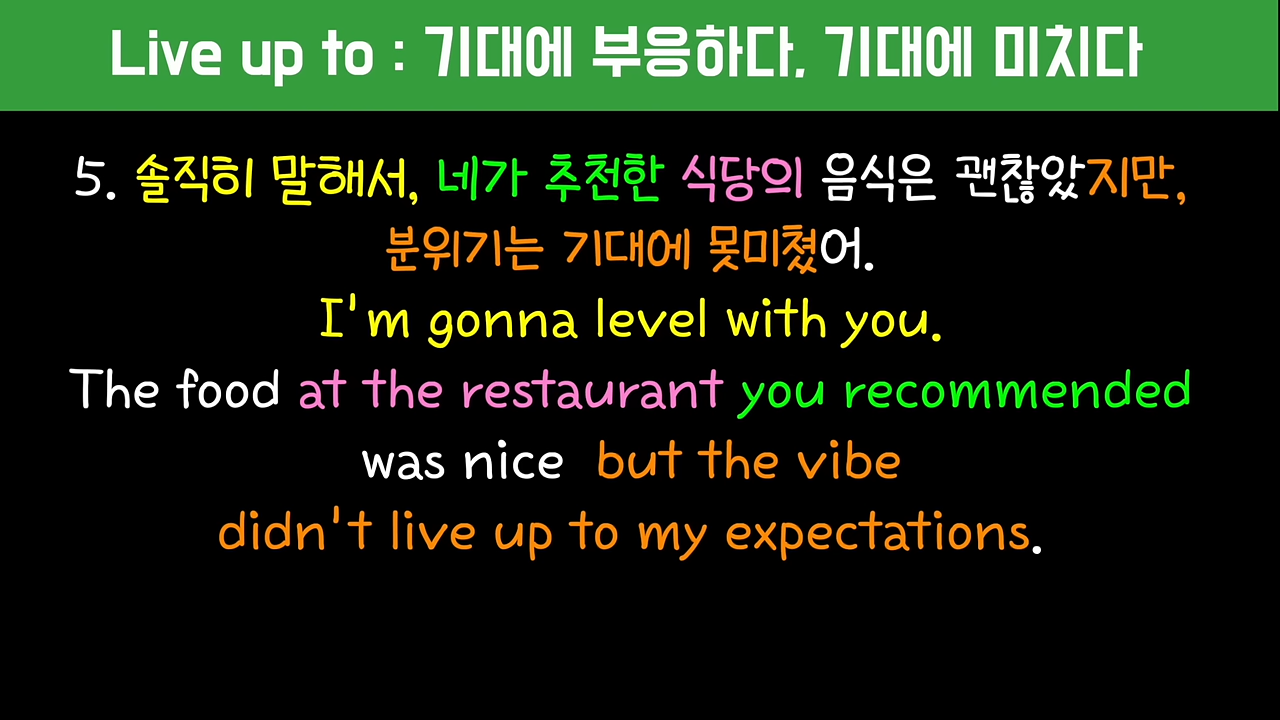 Live up to : 기대에 부응하다, 기대에 미치다
5. 솔직히 말해서, 네가 추천한 식당의 음식은 괜찮았지만,
분위기는 기대에 못미쳤어.
I'm gonna level with you.
The food at the restaurant you recommended
was nice but the vibe
didn't live up to my expectations.